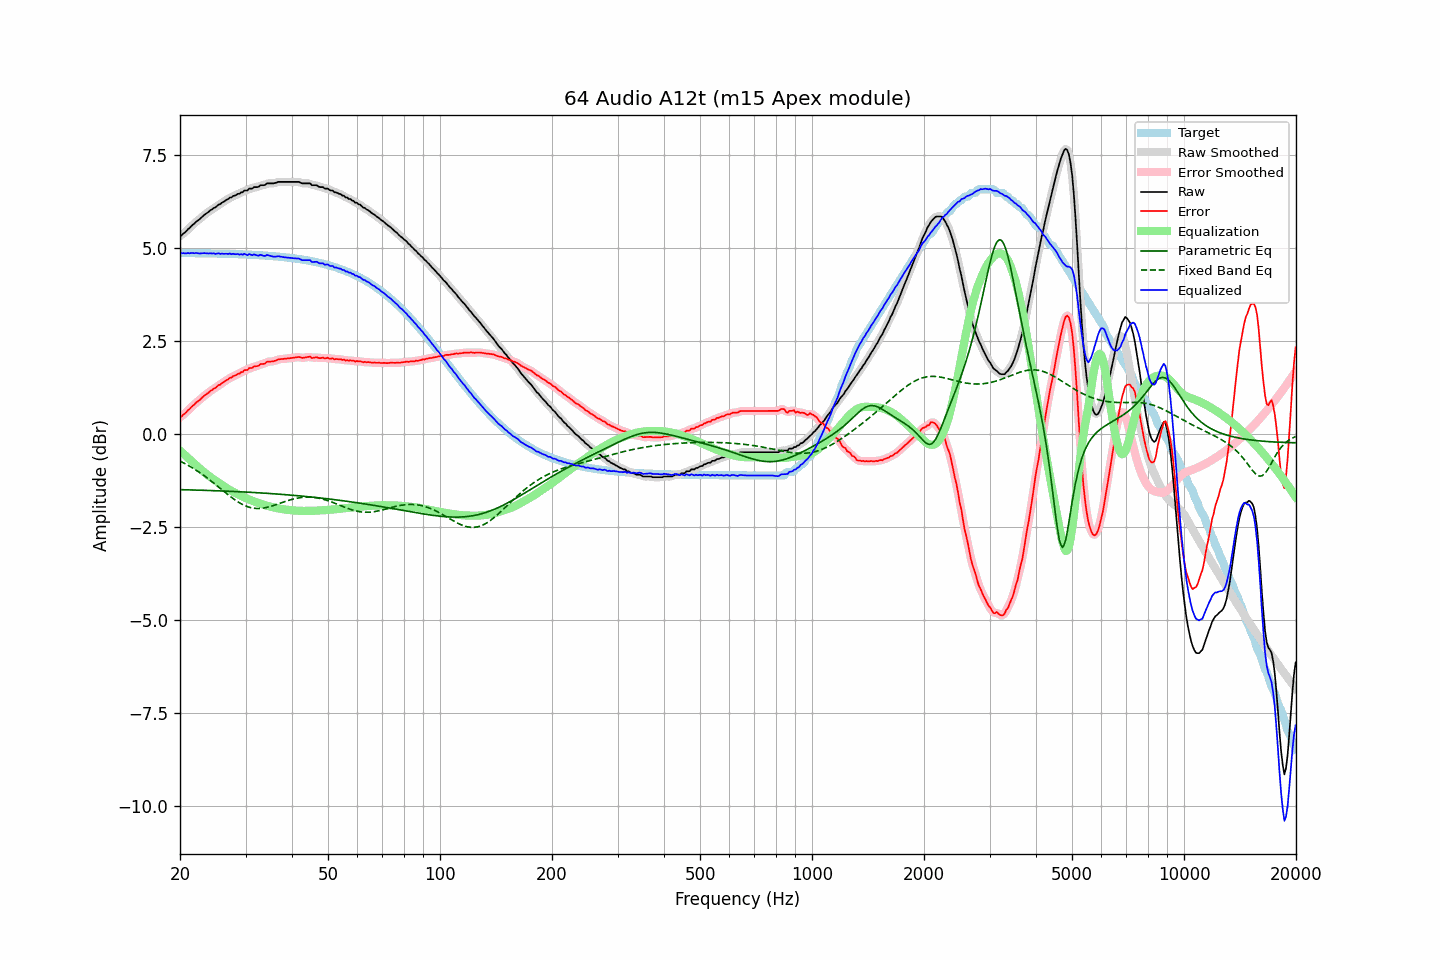 64 Audio A12t (m15 Apex module)
Amplitude (dBr)
7.5
5.0
2.5
0.0
−2.5
−5.0
−7.5
−10.0
Target
Raw Smoothed
Error Smoothed
Raw
Error
Equalization
Parametric Eq
Fixed Band Eq
Equalized
20 50 100 200 500 1000 2000 5000 10000 20000
Frequency (Hz)